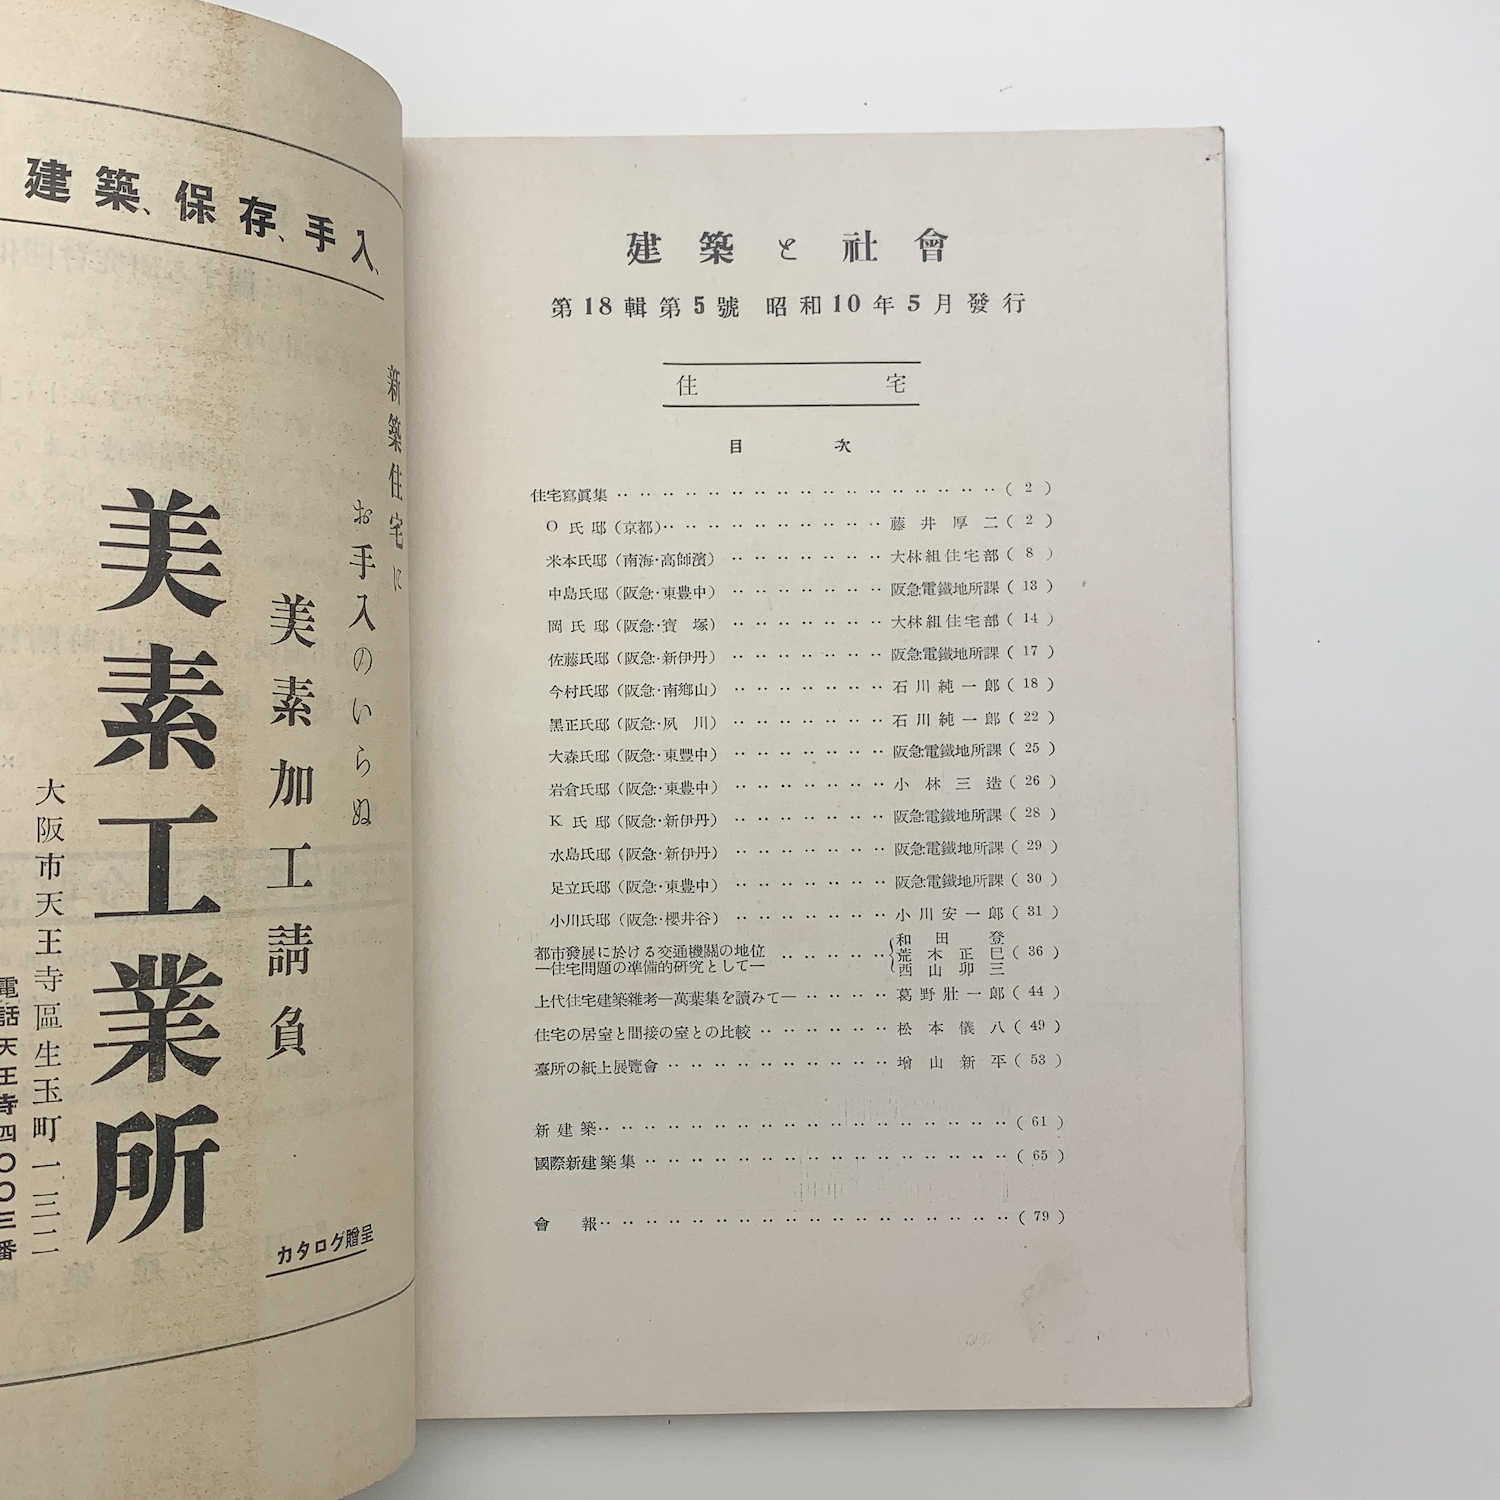 建築、保存、手入、
新築住宅に
お手入のいらぬ
美素加工請負
美素工業所
大阪市天王寺區生玉町一三二
電話天王寺四〇〇三番
カタログ贈呈
建築と社會
第18輯第5號 昭和10年5月發行
住宅
目次
住宅寫眞集 ‥‥‥‥‥‥‥‥‥‥‥‥‥‥‥‥‥ ( 2 )
O氏邸(京都)‥‥‥‥‥‥‥‥‥‥ 藤井厚二 ( 2 )
米本氏邸(南海・高師濱) ‥‥‥‥‥‥‥ 大林組住宅部 ( 8 )
中島氏邸(阪急・東豊中) ‥‥‥‥‥‥‥ 阪急電鐵地所課 ( 13 )
岡氏邸(阪急・寳塚) ‥‥‥‥‥‥‥ 大林組住宅部 ( 14 )
佐藤氏邸(阪急・新伊丹) ‥‥‥‥‥‥‥ 阪急電鐵地所課 ( 17 )
今村氏邸(阪急・南鄕山) ‥‥‥‥‥‥‥ 石川純一郎 ( 18 )
黑正氏邸(阪急・夙川) ‥‥‥‥‥‥‥ 石川純一郎 ( 22 )
大森氏邸(阪急・東豐中) ‥‥‥‥‥‥‥ 阪急電鐵地所課 ( 25 )
岩倉氏邸(阪急・東豊中) ‥‥‥‥‥‥‥ 小林三造 ( 26 )
K氏邸(阪急・新伊丹) ‥‥‥‥‥‥‥ 阪急電鐵地所課 ( 28 )
水島氏邸(阪急・新伊丹) ‥‥‥‥‥‥‥ 阪急電鐵地所課 ( 29 )
足立氏邸(阪急・東豊中) ‥‥‥‥‥‥‥ 阪急電鐵地所課 ( 30 )
小川氏邸(阪急・櫻井谷) ‥‥‥‥‥‥‥ 小川安一郎 ( 31 )
都市發展に於ける交通機關の地位
―住宅問題の準備的研究として― ‥‥‥‥‥ ( 36 )
和田登
荒木正巳
西山卯三
上代住宅建築雜考―萬葉集を讀みて― ‥‥‥‥ 葛野壯一郎 ( 44 )
住宅の居室と間接の室との比較 ‥‥‥‥‥‥ 松本儀八 ( 49 )
臺所の紙上展覽會 ‥‥‥‥‥‥‥‥‥‥ 增山新平 ( 53 )
新建築‥‥‥‥‥‥‥‥‥‥‥‥‥‥‥‥‥‥ ( 61 )
國際新建築集 ‥‥‥‥‥‥‥‥‥‥‥‥‥‥‥‥ ( 65 )
會報‥‥‥‥‥‥‥‥‥‥‥‥‥‥‥‥‥‥ ( 79 )